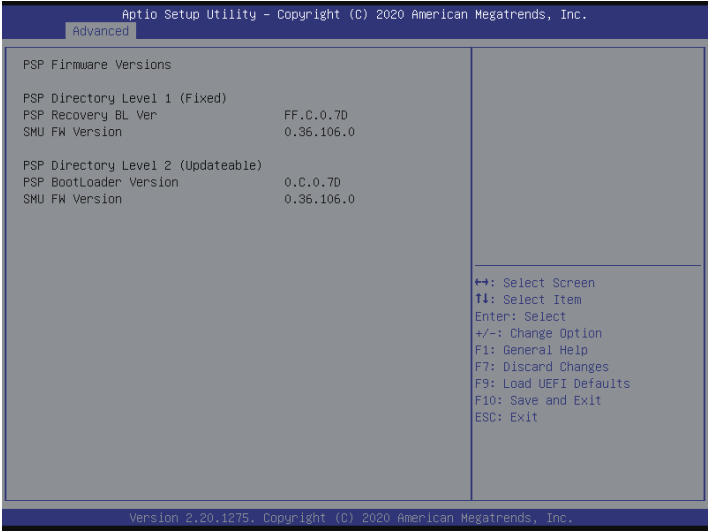 Aptio Setup Utility – Copyright (C) 2020 American Megatrends, Inc.
Advanced
PSP Firmware Versions
PSP Directory Level 1 (Fixed)
PSP Recovery BL Ver FF.C.0.7D
SMU FW Version 0.36.106.0
PSP Directory Level 2 (Updateable)
PSP BootLoader Version 0.C.0.7D
SMU FW Version 0.36.106.0
↔: Select Screen
↑↓: Select Item
Enter: Select
+/-: Change Option
F1: General Help
F7: Discard Changes
F9: Load UEFI Defaults
F10: Save and Exit
ESC: Exit
Version 2.20.1275. Copyright (C) 2020 American Megatrends, Inc.